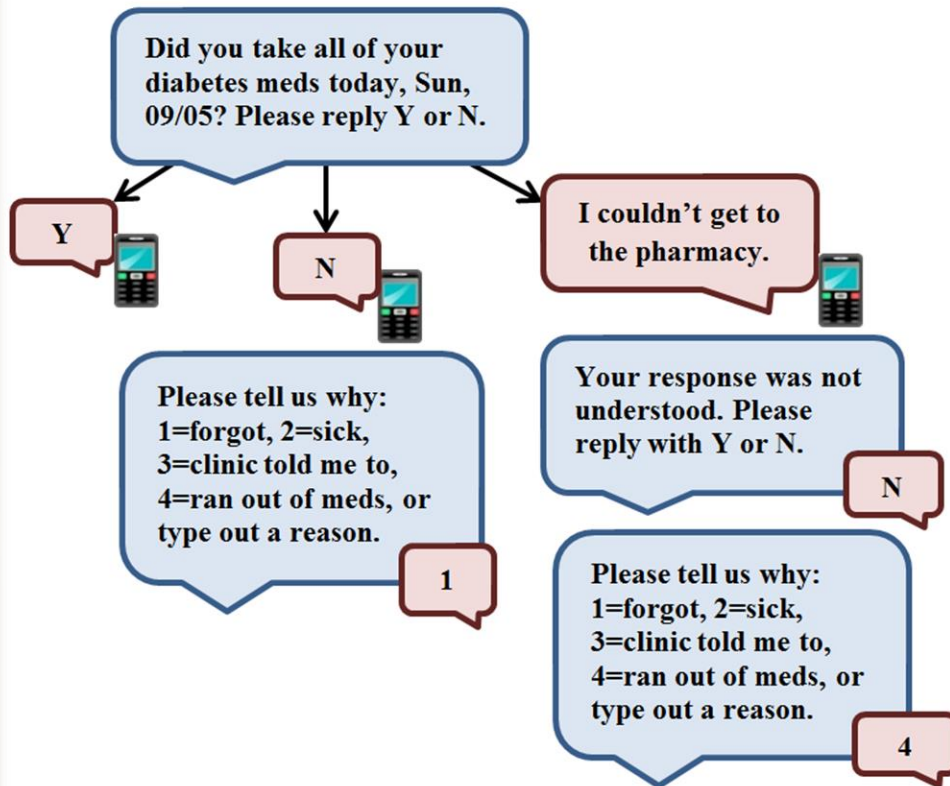 Did you take all of your
diabetes meds today, Sun,
09/05? Please reply Y or N.
Y
N
I couldn’t get to
the pharmacy.
Please tell us why:
1=forgot, 2=sick,
3=clinic told me to,
4=ran out of meds, or
type out a reason.
1
Your response was not
understood. Please
reply with Y or N.
N
Please tell us why:
1=forgot, 2=sick,
3=clinic told me to,
4=ran out of meds, or
type out a reason.
4